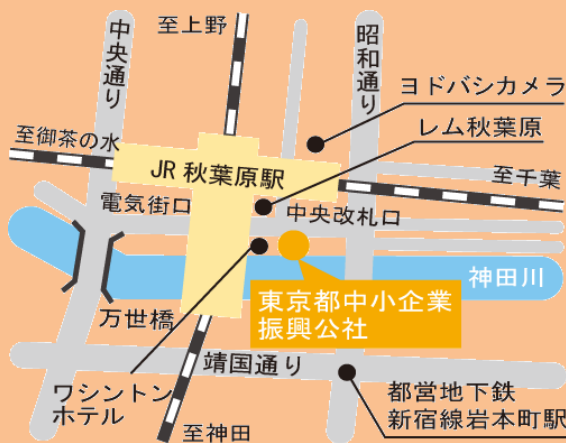 至上野
中央通り
昭和通り
ヨドバシカメラ
レム秋葉原
至御茶の水
JR秋葉原駅
至千葉
電気街口
中央改札口
神田川
東京都中小企業
振興公社
万世橋
靖国通り
ワシントン
ホテル
都営地下鉄
新宿線岩本町駅
至神田